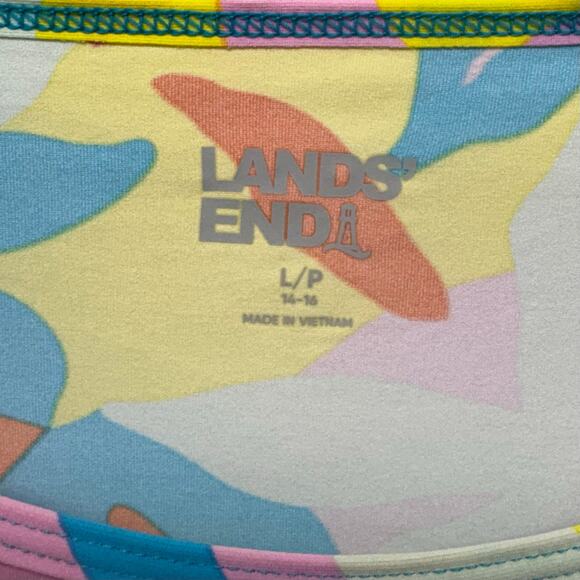 LANDS'
END
L/P
14-16
MADE IN VIETNAM